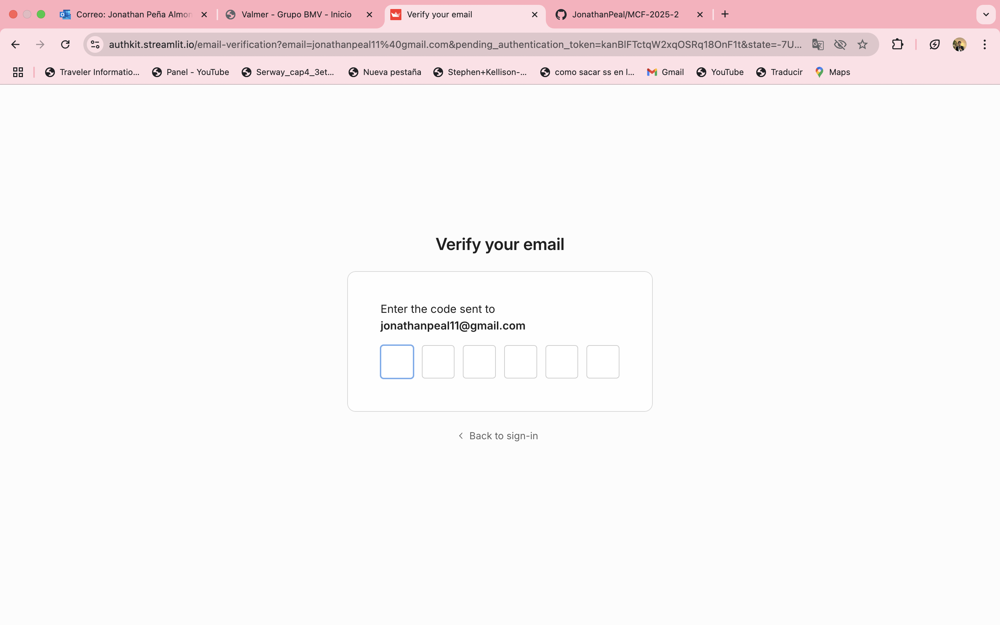 Correo: Jonathan Peña Almon
Valmer - Grupo BMV - Inicio
Verify your email
JonathanPeal/MCF-2025-2
authkit.streamlit.io/email-verification?email=jonathanpeal11%40gmail.com&pending_authentication_token=kanBlFTctqW2xqOSRq18OnF1t&state=-7U...
Traveler Informatio...
Panel - YouTube
Serway_cap4_3et...
Nueva pestaña
Stephen+Kellison-...
como sacar ss en l...
Gmail
YouTube
Traducir
Maps
Verify your email
Enter the code sent to
jonathanpeal11@gmail.com
Back to sign-in